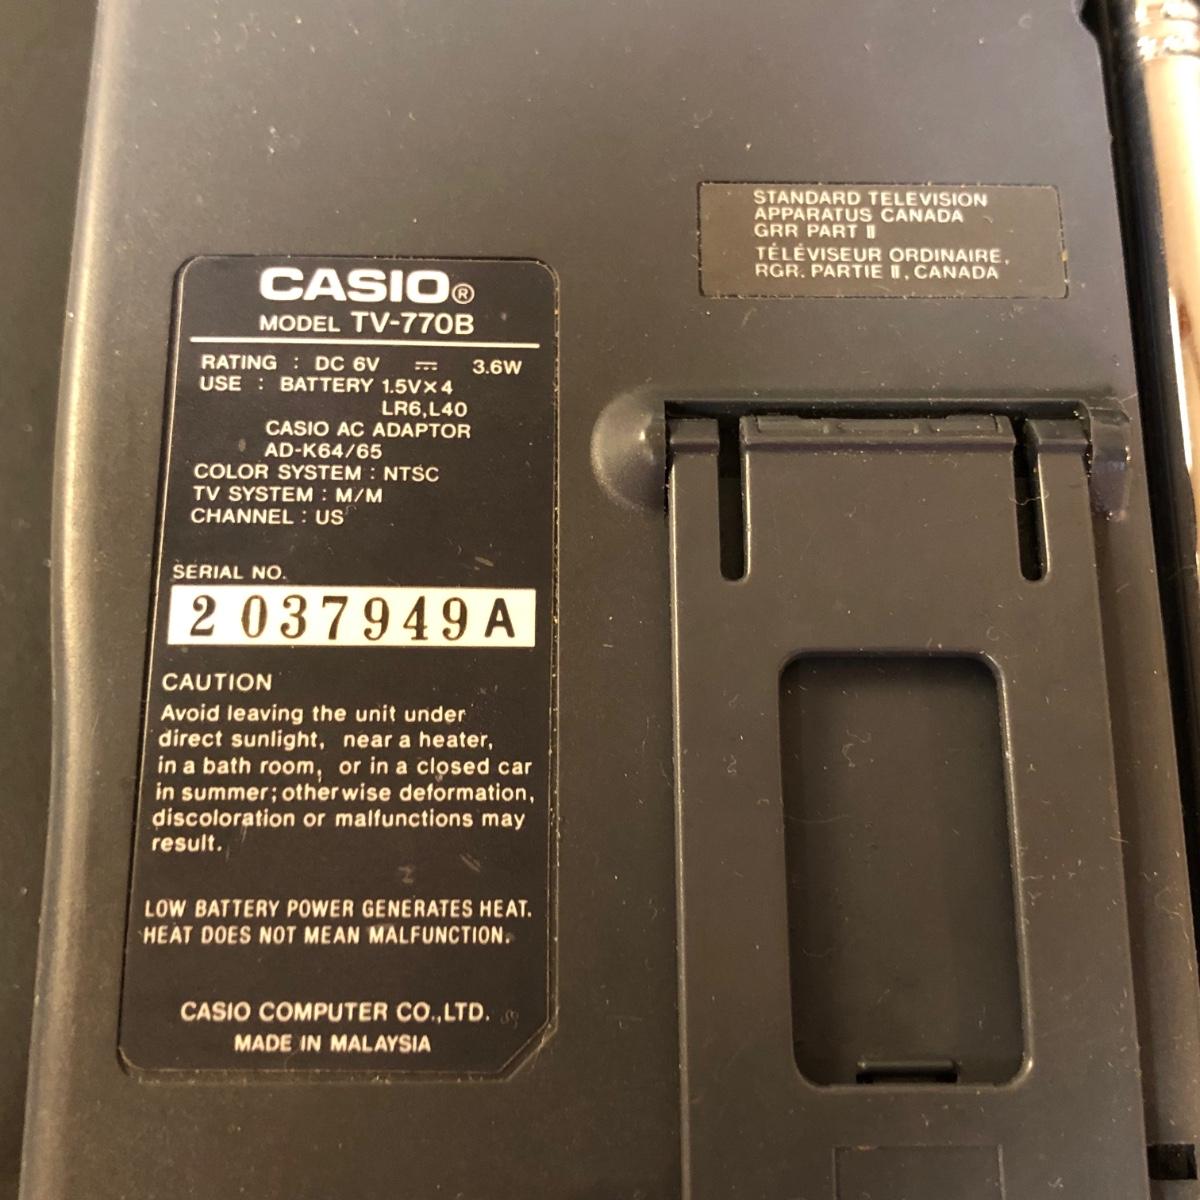 CASIO®
MODEL TV-770B
RATING : DC 6V ⎓ 3.6W
USE : BATTERY 1.5V×4
LR6,L40
CASIO AC ADAPTOR
AD-K64/65
COLOR SYSTEM : NTSC
TV SYSTEM : M/M
CHANNEL : US
SERIAL NO.
2 037949A
CAUTION
Avoid leaving the unit under
direct sunlight, near a heater,
in a bath room, or in a closed car
in summer; otherwise deformation,
discoloration or malfunctions may
result.
LOW BATTERY POWER GENERATES HEAT.
HEAT DOES NOT MEAN MALFUNCTION.
CASIO COMPUTER CO.,LTD.
MADE IN MALAYSIA
STANDARD TELEVISION
APPARATUS CANADA
GRR PART II
TÉLÉVISEUR ORDINAIRE,
RGR. PARTIE II, CANADA